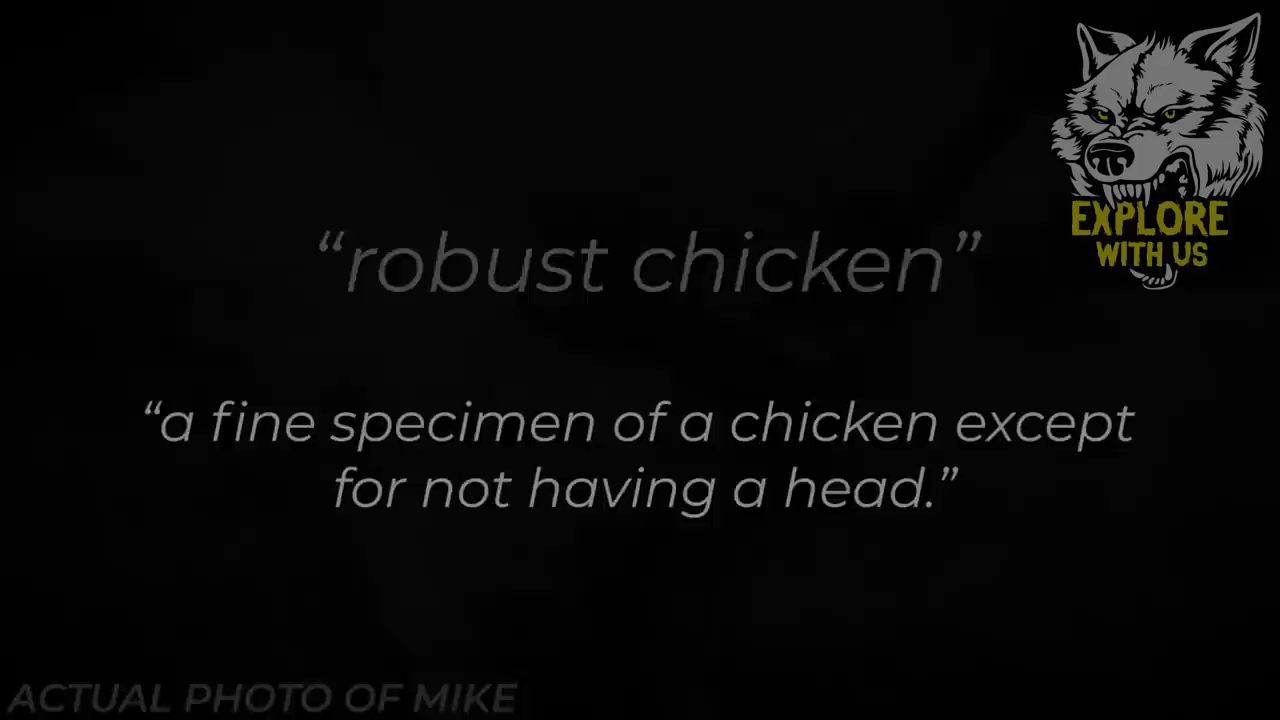 EXPLORE
WITH US
“robust chicken”
“a fine specimen of a chicken except
for not having a head.”
ACTUAL PHOTO OF MIKE